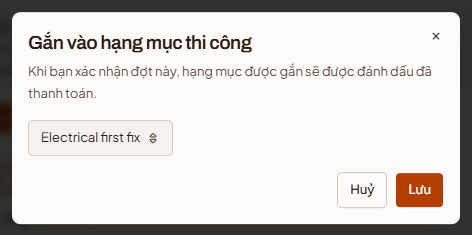 Gắn vào hạng mục thi công
Khi bạn xác nhận đợt này, hạng mục được gắn sẽ được đánh dấu đã
thanh toán.
Electrical first fix
Huỷ
Lưu